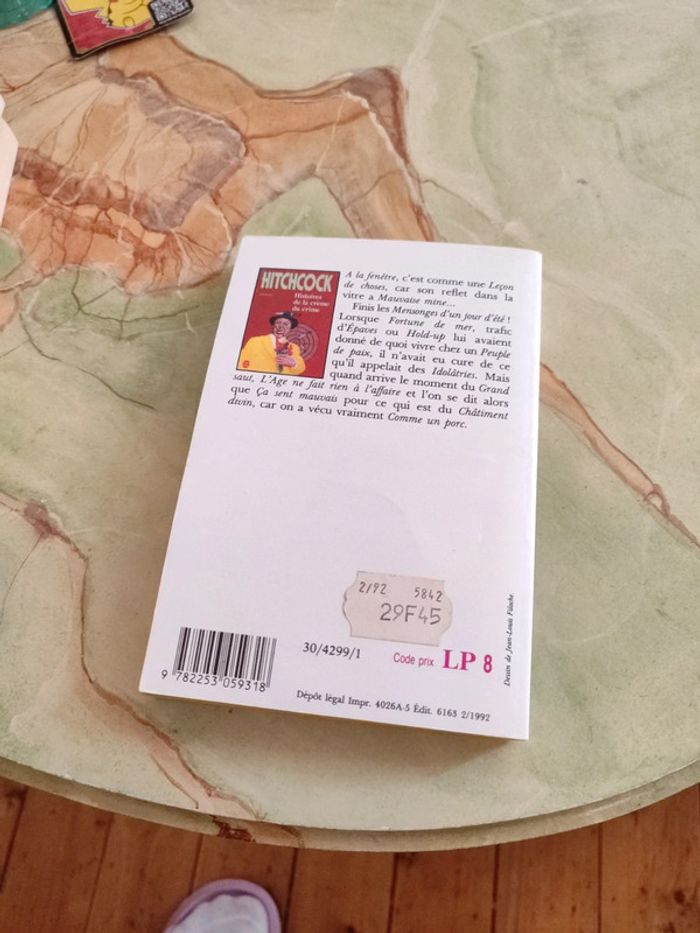 HITCHCOCK
Histoires
de la crème
du crime
A la fenêtre, c'est comme une Leçon
de choses, car son reflet dans la
vitre a Mauvaise mine...
Finis les Mensonges d'un jour d'été !
Lorsque Fortune de mer, trafic
d'Épaves ou Hold-up lui avaient
donné de quoi vivre chez un Peuple
de paix, il n'avait eu cure de ce
qu'il appelait des Idolâtries. Mais
quand arrive le moment du Grand
saut, L'Age ne fait rien à l'affaire et l'on se dit alors
que Ça sent mauvais pour ce qui est du Châtiment
divin, car on a vécu vraiment Comme un porc.
2/92 5842
29F45
9 782253 059318
30/4299/1
Code prix LP 8
Dépôt légal Impr. 4026A-5 Édit. 6163 2/1992
Dessin de Jean-Louis Filuche.